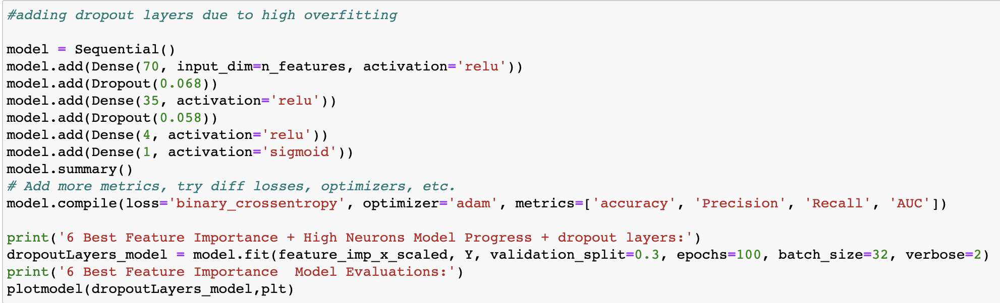 #adding dropout layers due to high overfitting
model = Sequential()
model.add(Dense(70, input_dim=n_features, activation='relu'))
model.add(Dropout(0.068))
model.add(Dense(35, activation='relu'))
model.add(Dropout(0.058))
model.add(Dense(4, activation='relu'))
model.add(Dense(1, activation='sigmoid'))
model.summary()
# Add more metrics, try diff losses, optimizers, etc.
model.compile(loss='binary_crossentropy', optimizer='adam', metrics=['accuracy', 'Precision', 'Recall', 'AUC'])
print('6 Best Feature Importance + High Neurons Model Progress + dropout layers:')
dropoutLayers_model = model.fit(feature_imp_x_scaled, Y, validation_split=0.3, epochs=100, batch_size=32, verbose=2)
print('6 Best Feature Importance  Model Evaluations:')
plotmodel(dropoutLayers_model,plt)